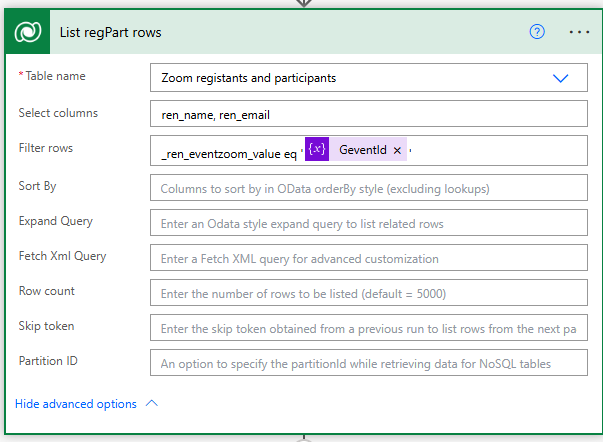 List regPart rows
* Table name
Zoom registants and participants
Select columns
ren_name, ren_email
Filter rows
_ren_eventzoom_value eq ' {x} GeventId × '
Sort By
Columns to sort by in OData orderBy style (excluding lookups)
Expand Query
Enter an Odata style expand query to list related rows
Fetch Xml Query
Enter a Fetch XML query for advanced customization
Row count
Enter the number of rows to be listed (default = 5000)
Skip token
Enter the skip token obtained from a previous run to list rows from the next pa
Partition ID
An option to specify the partitionId while retrieving data for NoSQL tables
Hide advanced options